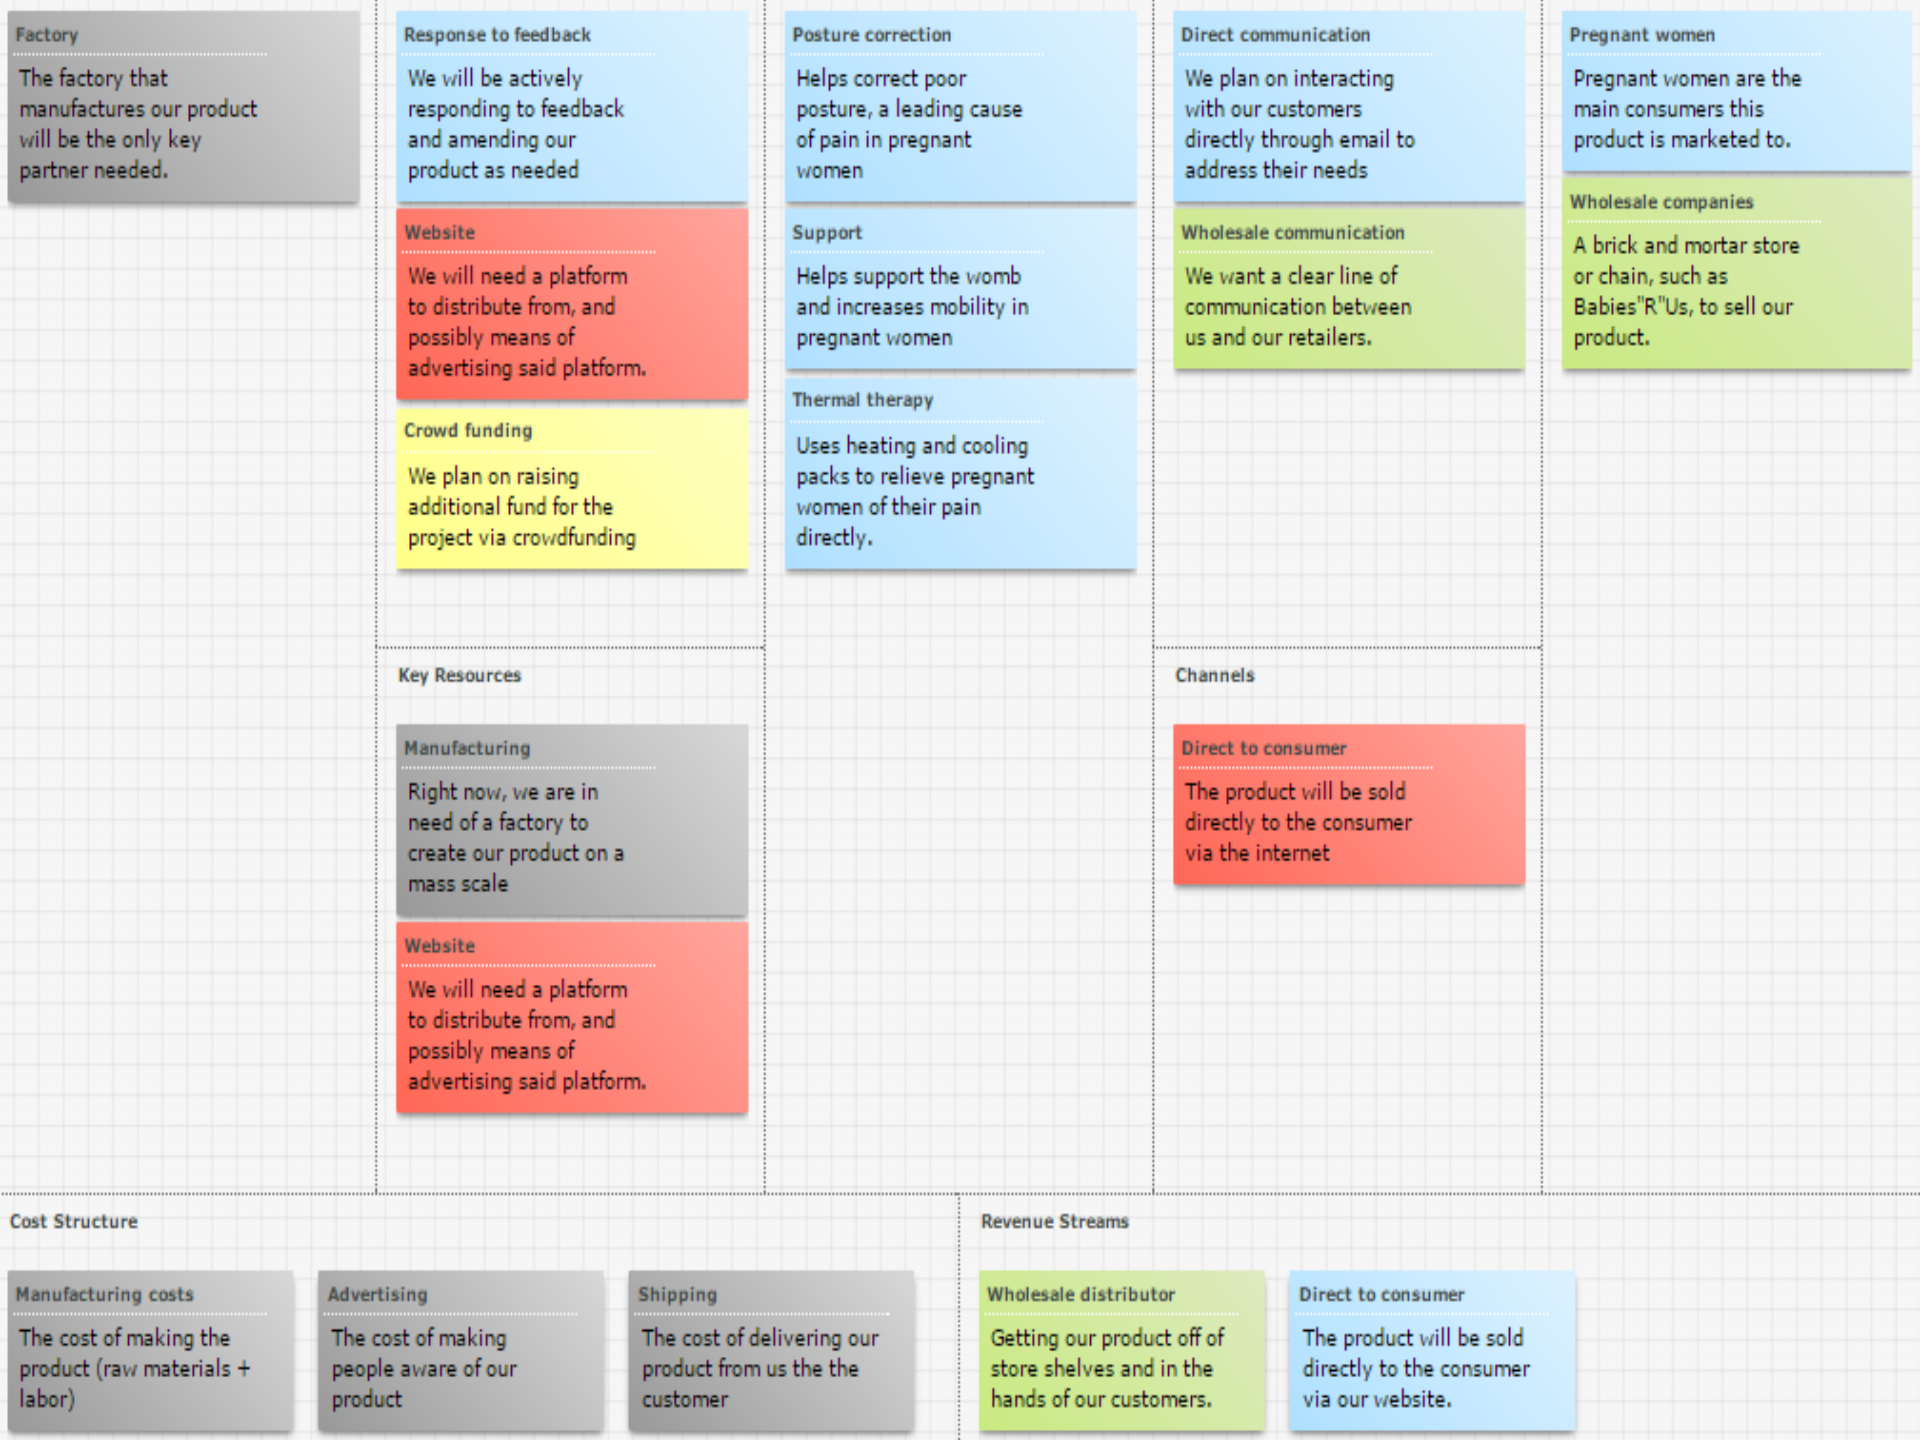 Factory
The factory that
manufactures our product
will be the only key
partner needed.
Response to feedback
We will be actively
responding to feedback
and amending our
product as needed
Website
We will need a platform
to distribute from, and
possibly means of
advertising said platform.
Crowd funding
We plan on raising
additional fund for the
project via crowdfunding
Key Resources
Manufacturing
Right now, we are in
need of a factory to
create our product on a
mass scale
Website
We will need a platform
to distribute from, and
possibly means of
advertising said platform.
Posture correction
Helps correct poor
posture, a leading cause
of pain in pregnant
women
Support
Helps support the womb
and increases mobility in
pregnant women
Thermal therapy
Uses heating and cooling
packs to relieve pregnant
women of their pain
directly.
Direct communication
We plan on interacting
with our customers
directly through email to
address their needs
Wholesale communication
We want a clear line of
communication between
us and our retailers.
Channels
Direct to consumer
The product will be sold
directly to the consumer
via the internet
Pregnant women
Pregnant women are the
main consumers this
product is marketed to.
Wholesale companies
A brick and mortar store
or chain, such as
Babies"R"Us, to sell our
product.
Cost Structure
Manufacturing costs
The cost of making the
product (raw materials +
labor)
Advertising
The cost of making
people aware of our
product
Shipping
The cost of delivering our
product from us the the
customer
Revenue Streams
Wholesale distributor
Getting our product off of
store shelves and in the
hands of our customers.
Direct to consumer
The product will be sold
directly to the consumer
via our website.